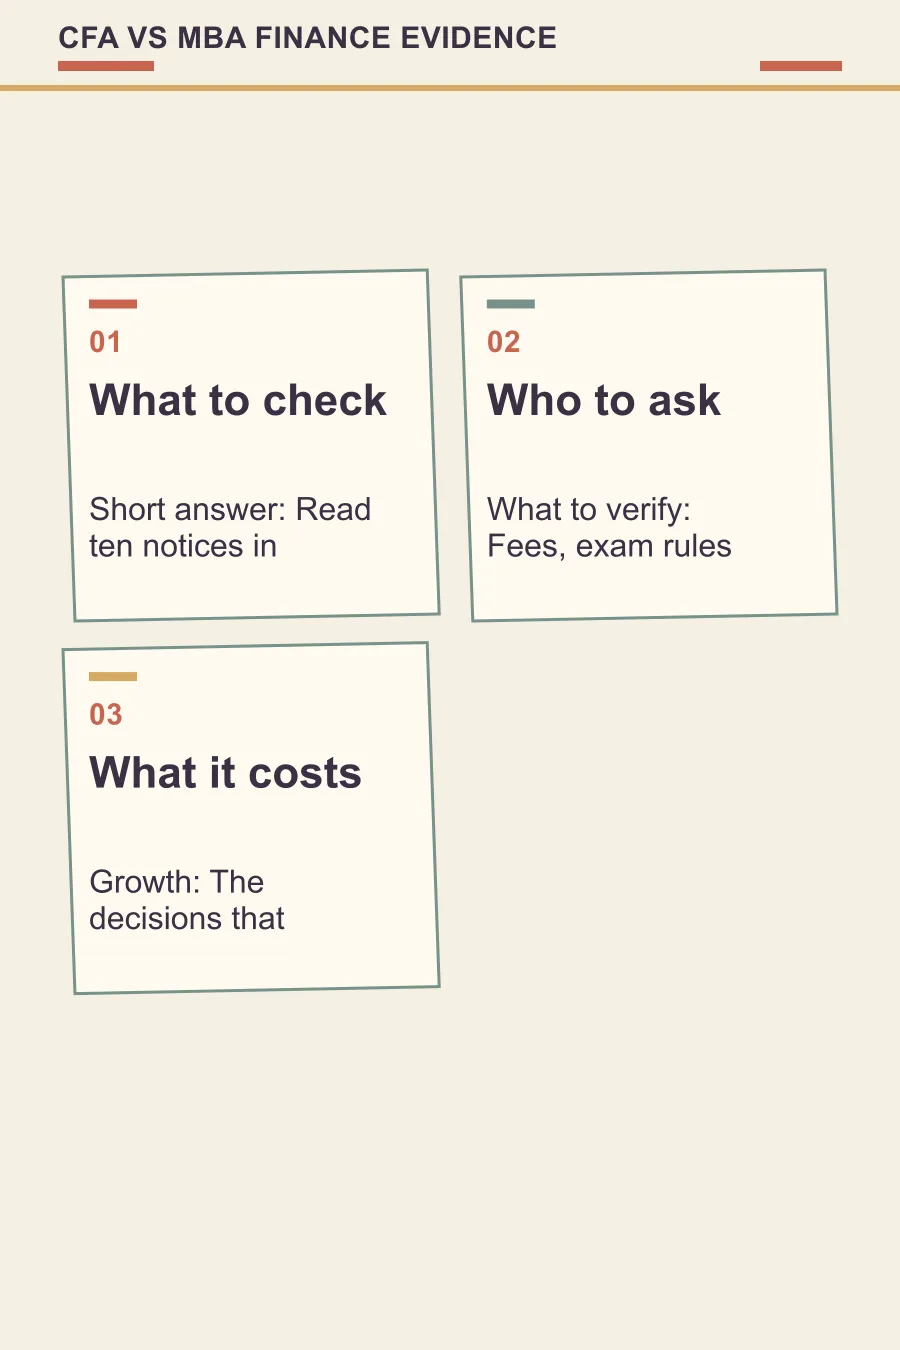 CFA VS MBA FINANCE EVIDENCE
01
What to check
Short answer: Read
ten notices in
02
Who to ask
What to verify:
Fees, exam rules
03
What it costs
Growth: The
decisions that